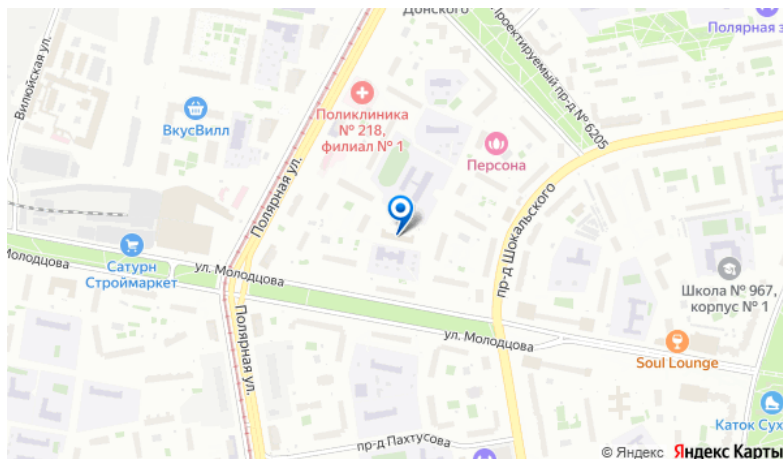 Донского
Проектируемый пр-д № 6205
Полярная з
Вилюйская ул.
ВкусВилл
Поликлиника
№ 218,
филиал № 1
Персона
Полярная ул.
пр-д Шокальского
Молодцова
Сатурн
Строймаркет
ул. Молодцова
Школа № 967,
корпус № 1
Полярная ул.
ул. Молодцова
Soul Lounge
Каток Сух
пр-д Пахтусова
© Яндекс Яндекс Карты